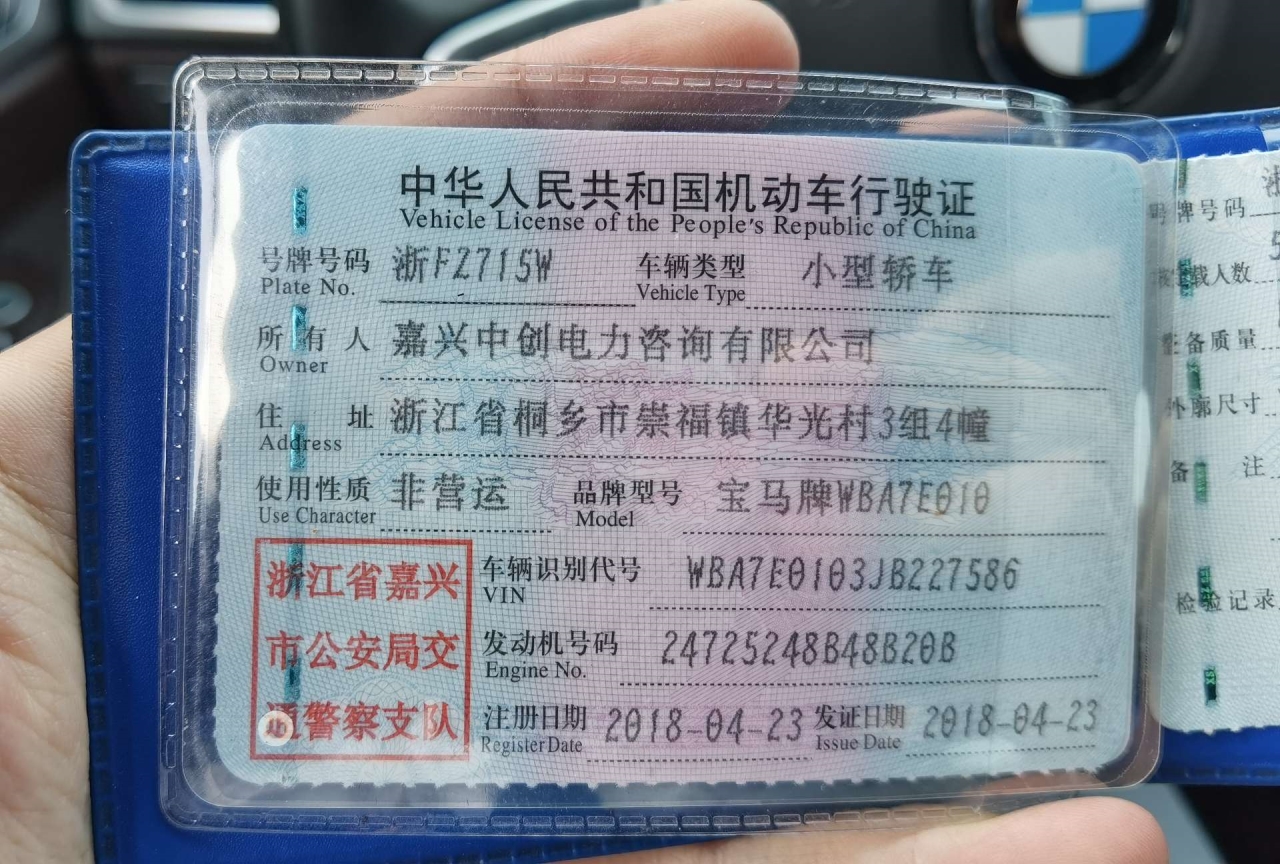 中华人民共和国机动车行驶证
Vehicle License of the People's Republic of China
号牌号码 浙FZ715W 车辆类型 小型轿车
Plate No. Vehicle Type
所有人 嘉兴中创电力咨询有限公司
Owner
住址 浙江省桐乡市崇福镇华光村3组4幢
Address
使用性质 非营运 品牌型号 宝马牌WBA7E010
Use Character Model
浙江省嘉兴
市公安局交
通警察支队
车辆识别代号 WBA7E0103JB227586
VIN
发动机号码 24725248B48B20B
Engine No.
注册日期 2018-04-23 发证日期 2018-04-23
Register Date Issue Date
号牌号码
载人数
备质量
外廓尺寸
备注
检验记录